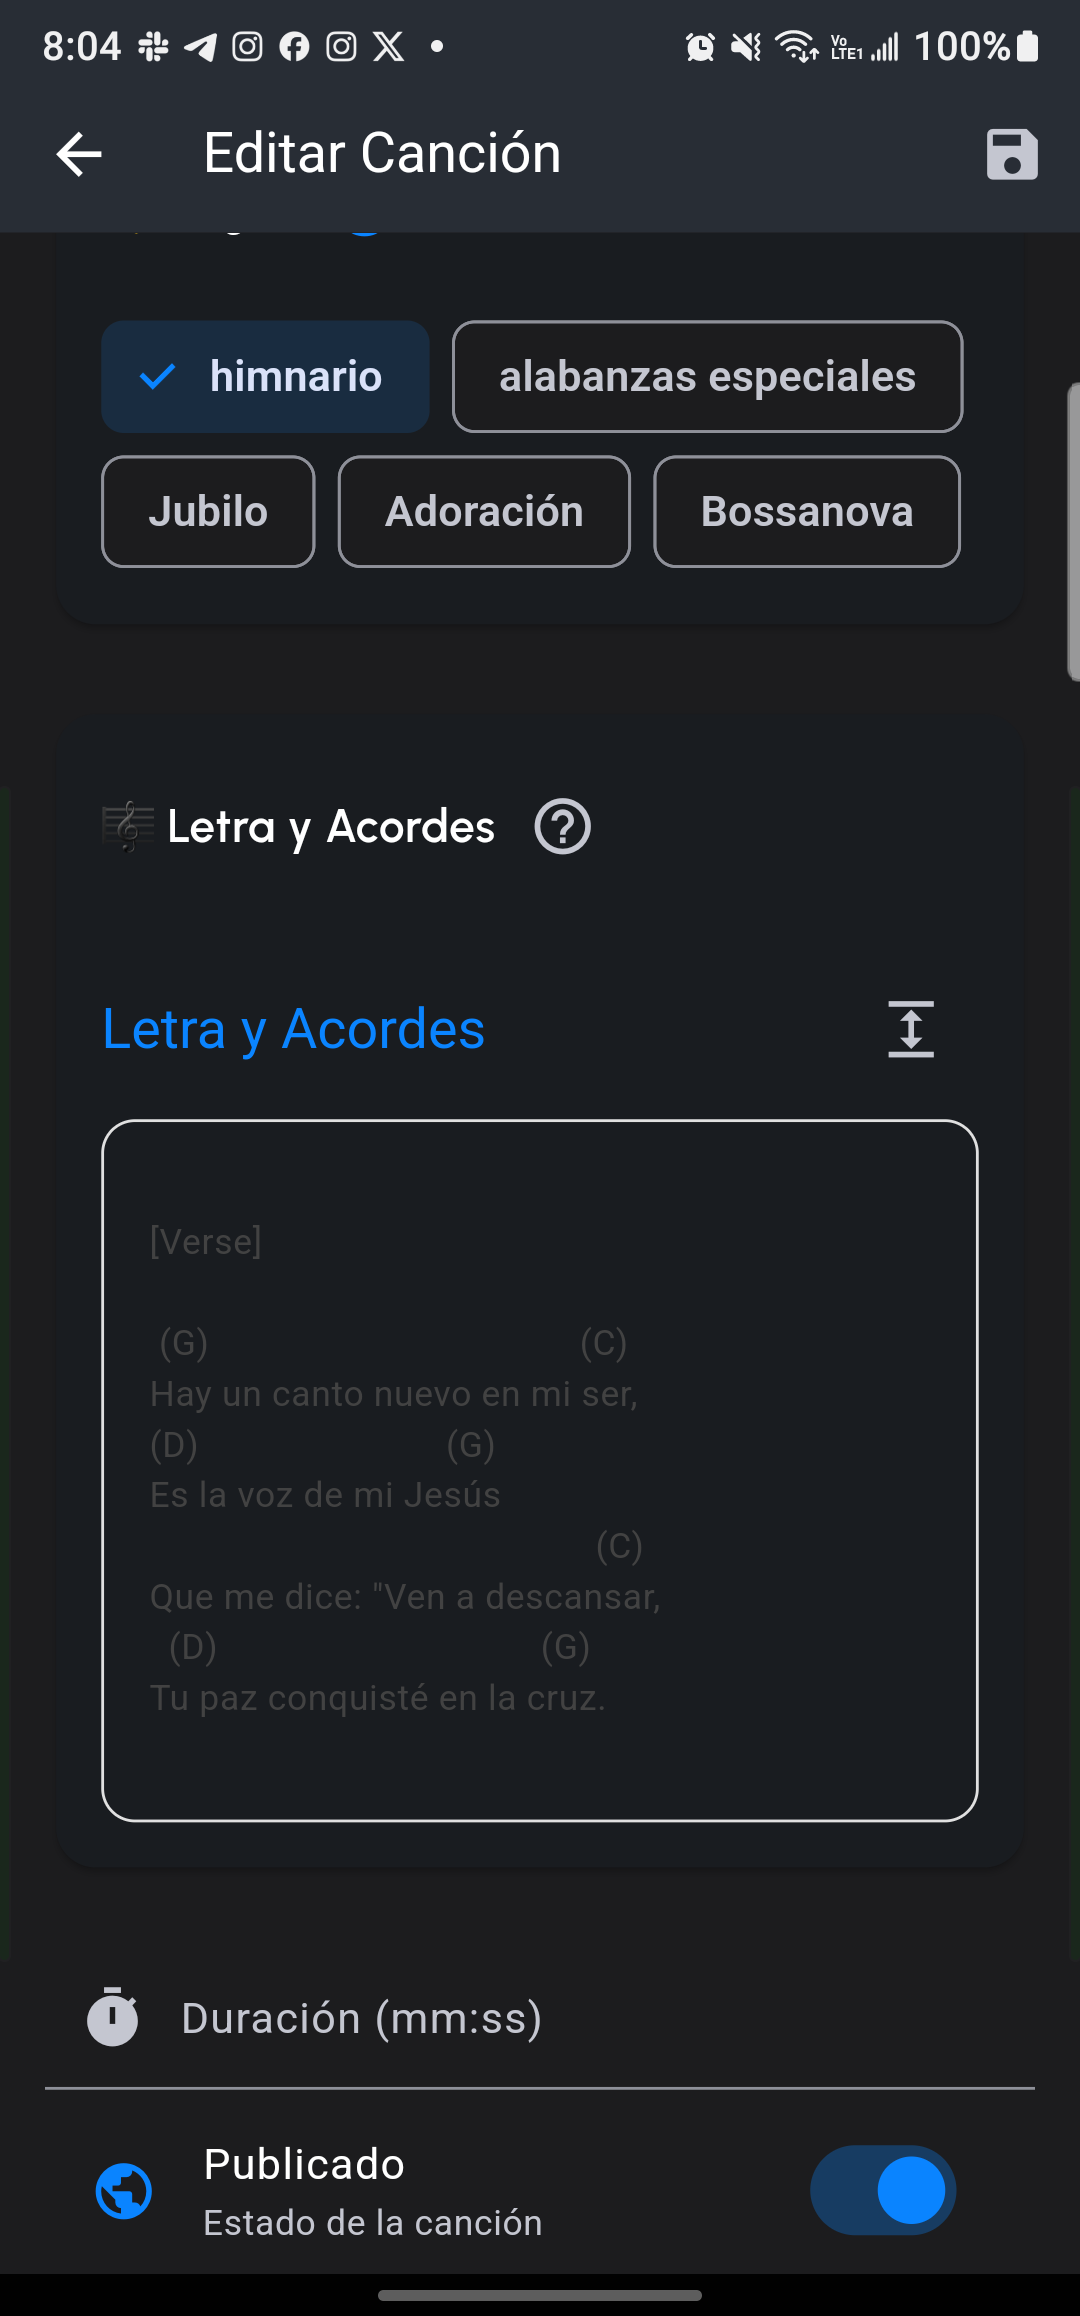 8:04 Vo LTE1 100%
Editar Canción
himnario alabanzas especiales
Jubilo Adoración Bossanova
Letra y Acordes
Letra y Acordes
[Verse]
(G) (C)
Hay un canto nuevo en mi ser,
(D) (G)
Es la voz de mi Jesús
(C)
Que me dice: "Ven a descansar,
(D) (G)
Tu paz conquisté en la cruz.
Duración (mm:ss)
Publicado
Estado de la canción